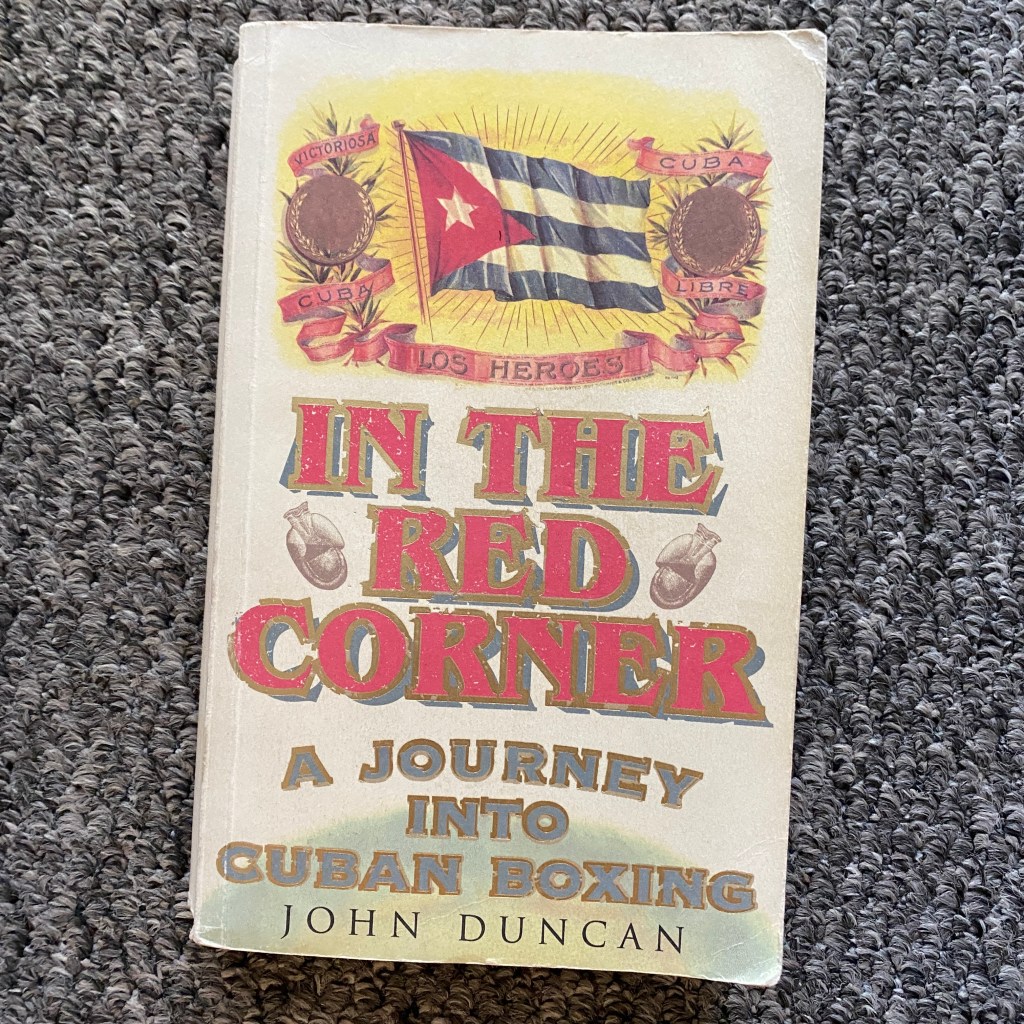 VICTORIOSA
CUBA
CUBA
LIBRE
LOS HEROES
IN THE
RED
CORNER
A JOURNEY
INTO
CUBAN BOXING
JOHN DUNCAN